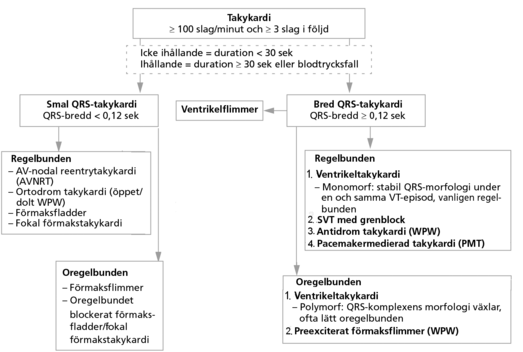 Takykardi
≥ 100 slag/minut och ≥ 3 slag i följd
Icke ihållande = duration < 30 sek
Ihållande = duration ≥ 30 sek eller blodtrycksfall
Smal QRS-takykardi
QRS-bredd < 0,12 sek
Ventrikelflimmer
Bred QRS-takykardi
QRS-bredd ≥ 0,12 sek
Regelbunden
– AV-nodal reentrytakykardi
(AVNRT)
– Ortodrom takykardi (öppet/
dolt WPW)
– Förmaksfladder
– Fokal förmakstakykardi
Regelbunden
1. Ventrikeltakykardi
– Monomorf: stabil QRS-morfologi under
en och samma VT-episod, vanligen regel-
bunden
2. SVT med grenblock
3. Antidrom takykardi (WPW)
4. Pacemakermedierad takykardi (PMT)
Oregelbunden
– Förmaksflimmer
– Oregelbundet
blockerat förmaks-
fladder/fokal
förmakstakykardi
Oregelbunden
1. Ventrikeltakykardi
– Polymorf: QRS-komplexens morfologi växlar,
ofta lätt oregelbunden
2. Preexciterat förmaksflimmer (WPW)